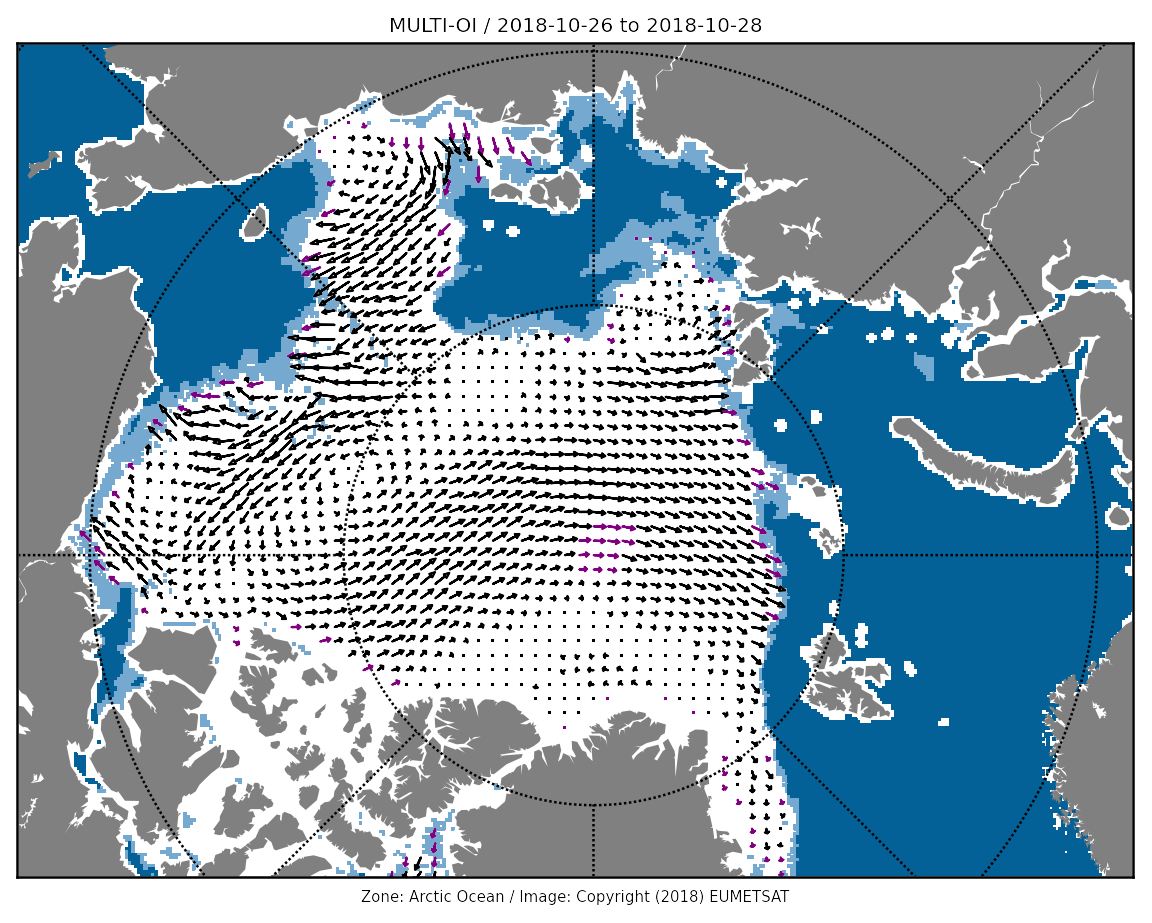 MULTI-OI / 2018-10-26 to 2018-10-28
Zone: Arctic Ocean / Image: Copyright (2018) EUMETSAT